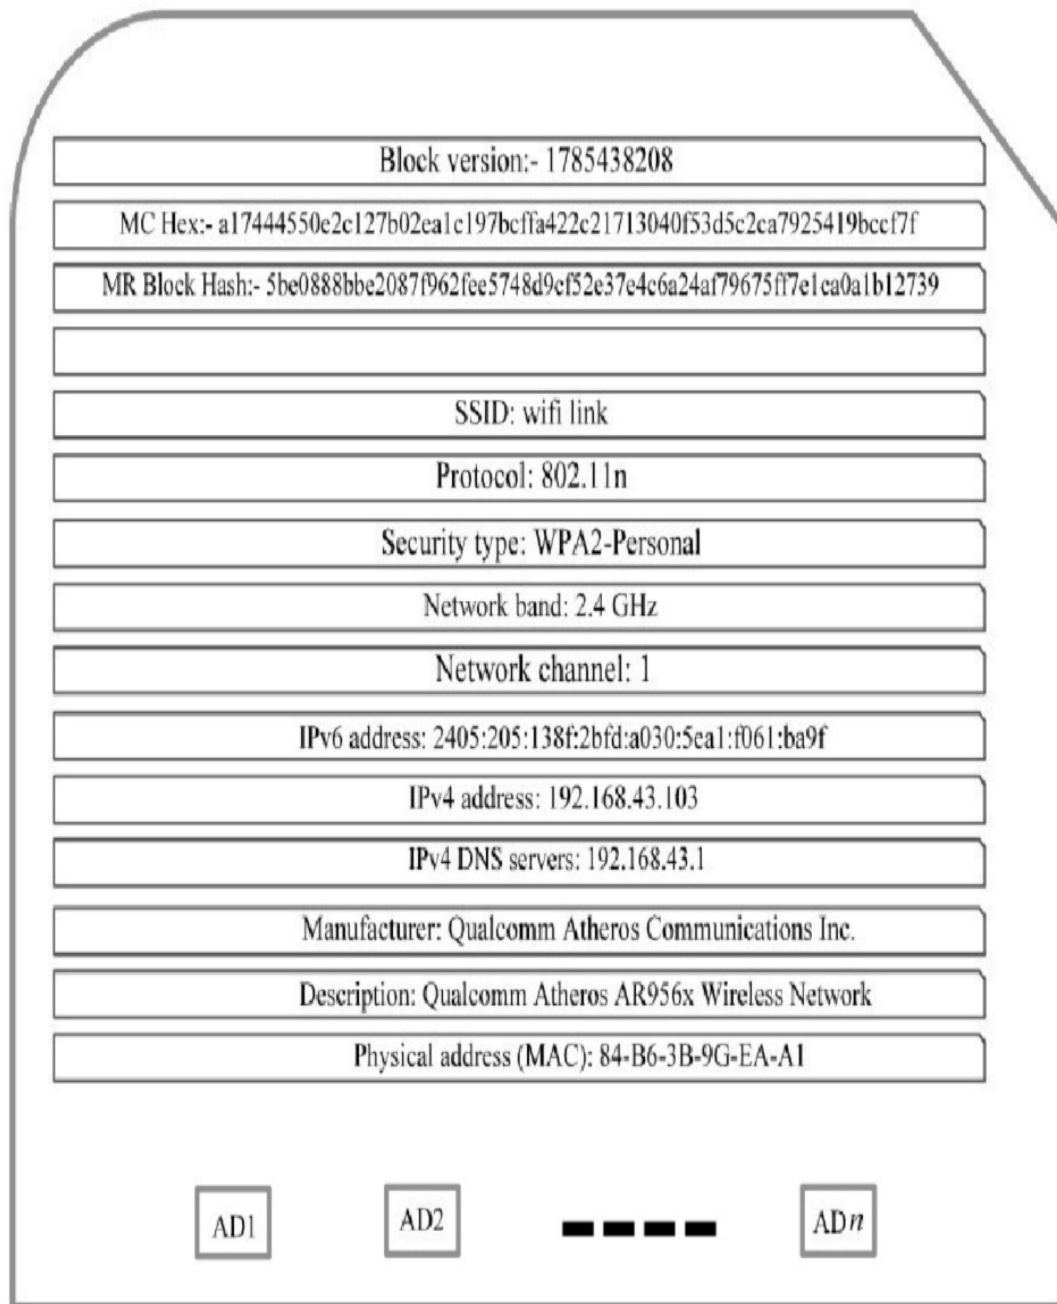 Block version:- 1785438208
MC Hex:- a17444550e2c127b02ea1c197bcffa422c21713040f53d5c2ca7925419bccf7f
MR Block Hash:- 5be0888bbe2087f962fee5748d9cf52e37e4c6a24af79675ff7e1ca0a1b12739
SSID: wifi link
Protocol: 802.11n
Security type: WPA2-Personal
Network band: 2.4 GHz
Network channel: 1
IPv6 address: 2405:205:138f:2bfd:a030:5ea1:f061:ba9f
IPv4 address: 192.168.43.103
IPv4 DNS servers: 192.168.43.1
Manufacturer: Qualcomm Atheros Communications Inc.
Description: Qualcomm Atheros AR956x Wireless Network
Physical address (MAC): 84-B6-3B-9G-EA-A1
AD1 AD2 ADn